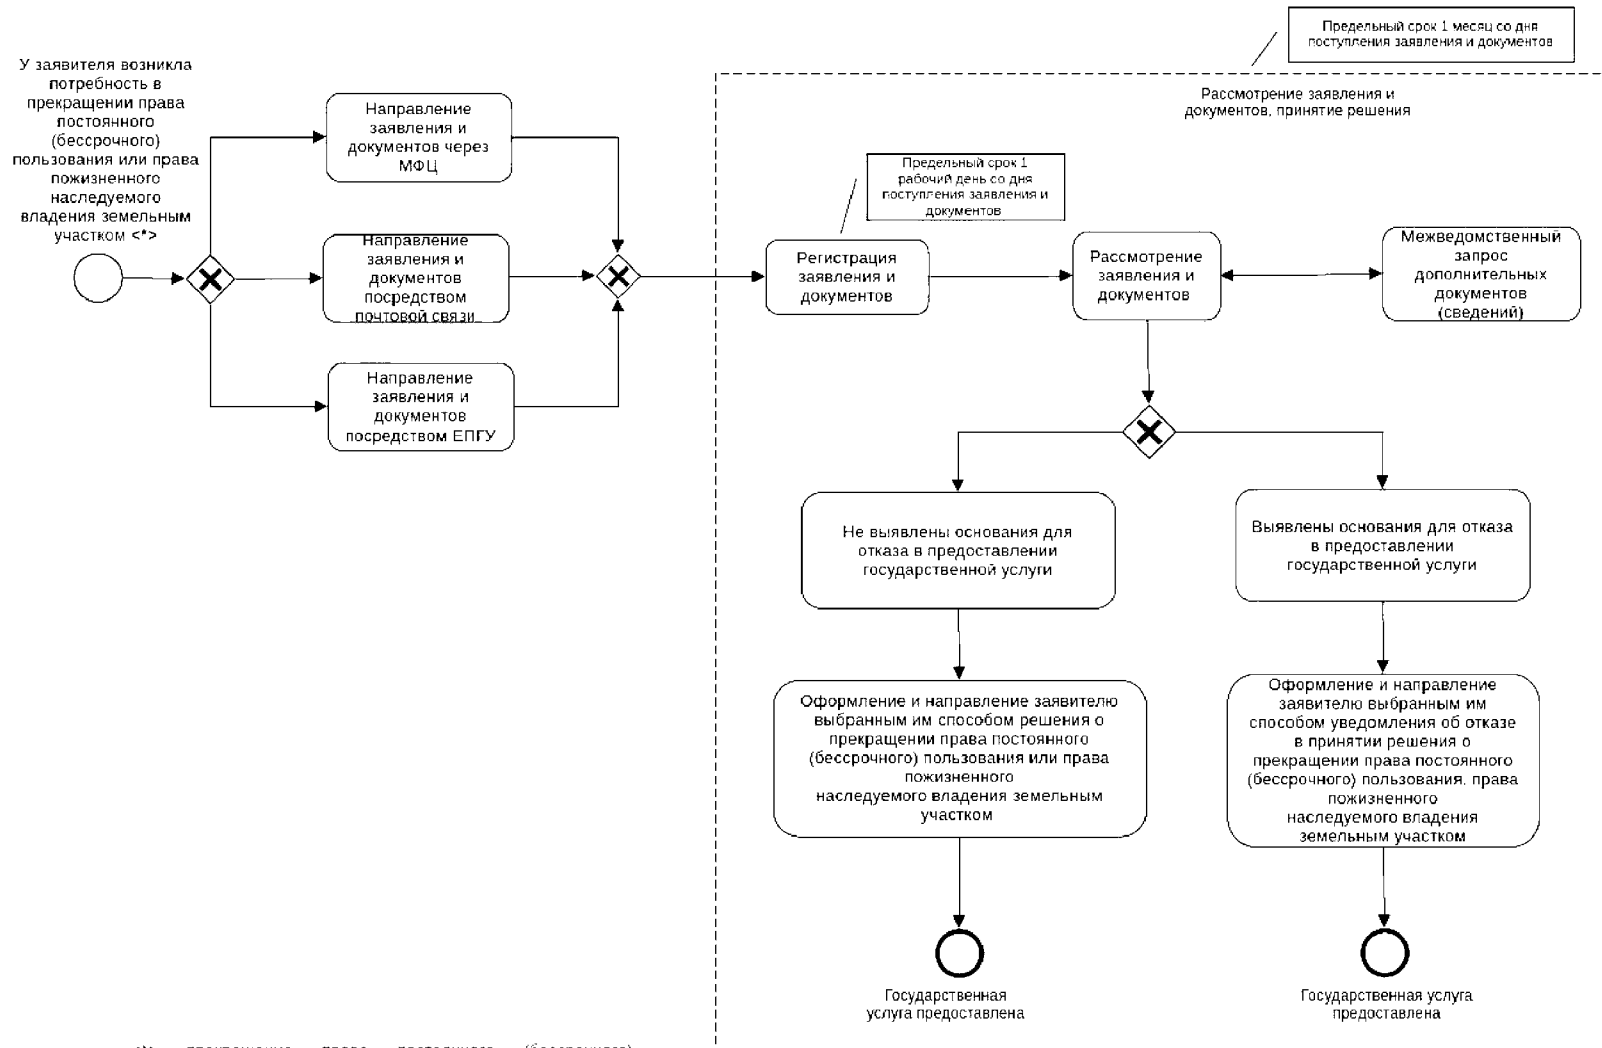 Предельный срок 1 месяц со дня
поступления заявления и документов
У заявителя возникла
потребность в
прекращении права
постоянного
(бессрочного)
пользования или права
пожизненного
наследуемого
владения земельным
участком <*>
Рассмотрение заявления и
документов, принятие решения
Направление
заявления и
документов через
МФЦ
Предельный срок 1
рабочий день со дня
поступления заявления и
документов
Направление
заявления и
документов
посредством
почтовой связи
Регистрация
заявления и
документов
Рассмотрение
заявления и
документов
Межведомственный
запрос
дополнительных
документов
(сведений)
Направление
заявления и
документов
посредством ЕПГУ
Не выявлены основания для
отказа в предоставлении
государственной услуги
Выявлены основания для отказа
в предоставлении
государственной услуги
Оформление и направление заявителю
выбранным им способом решения о
прекращении права постоянного
(бессрочного) пользования или права
пожизненного
наследуемого владения земельным
участком
Оформление и направление
заявителю выбранным им
способом уведомления об отказе
в принятии решения о
прекращении права постоянного
(бессрочного) пользования, права
пожизненного
наследуемого владения
земельным участком
Государственная
услуга предоставлена
Государственная услуга
предоставлена